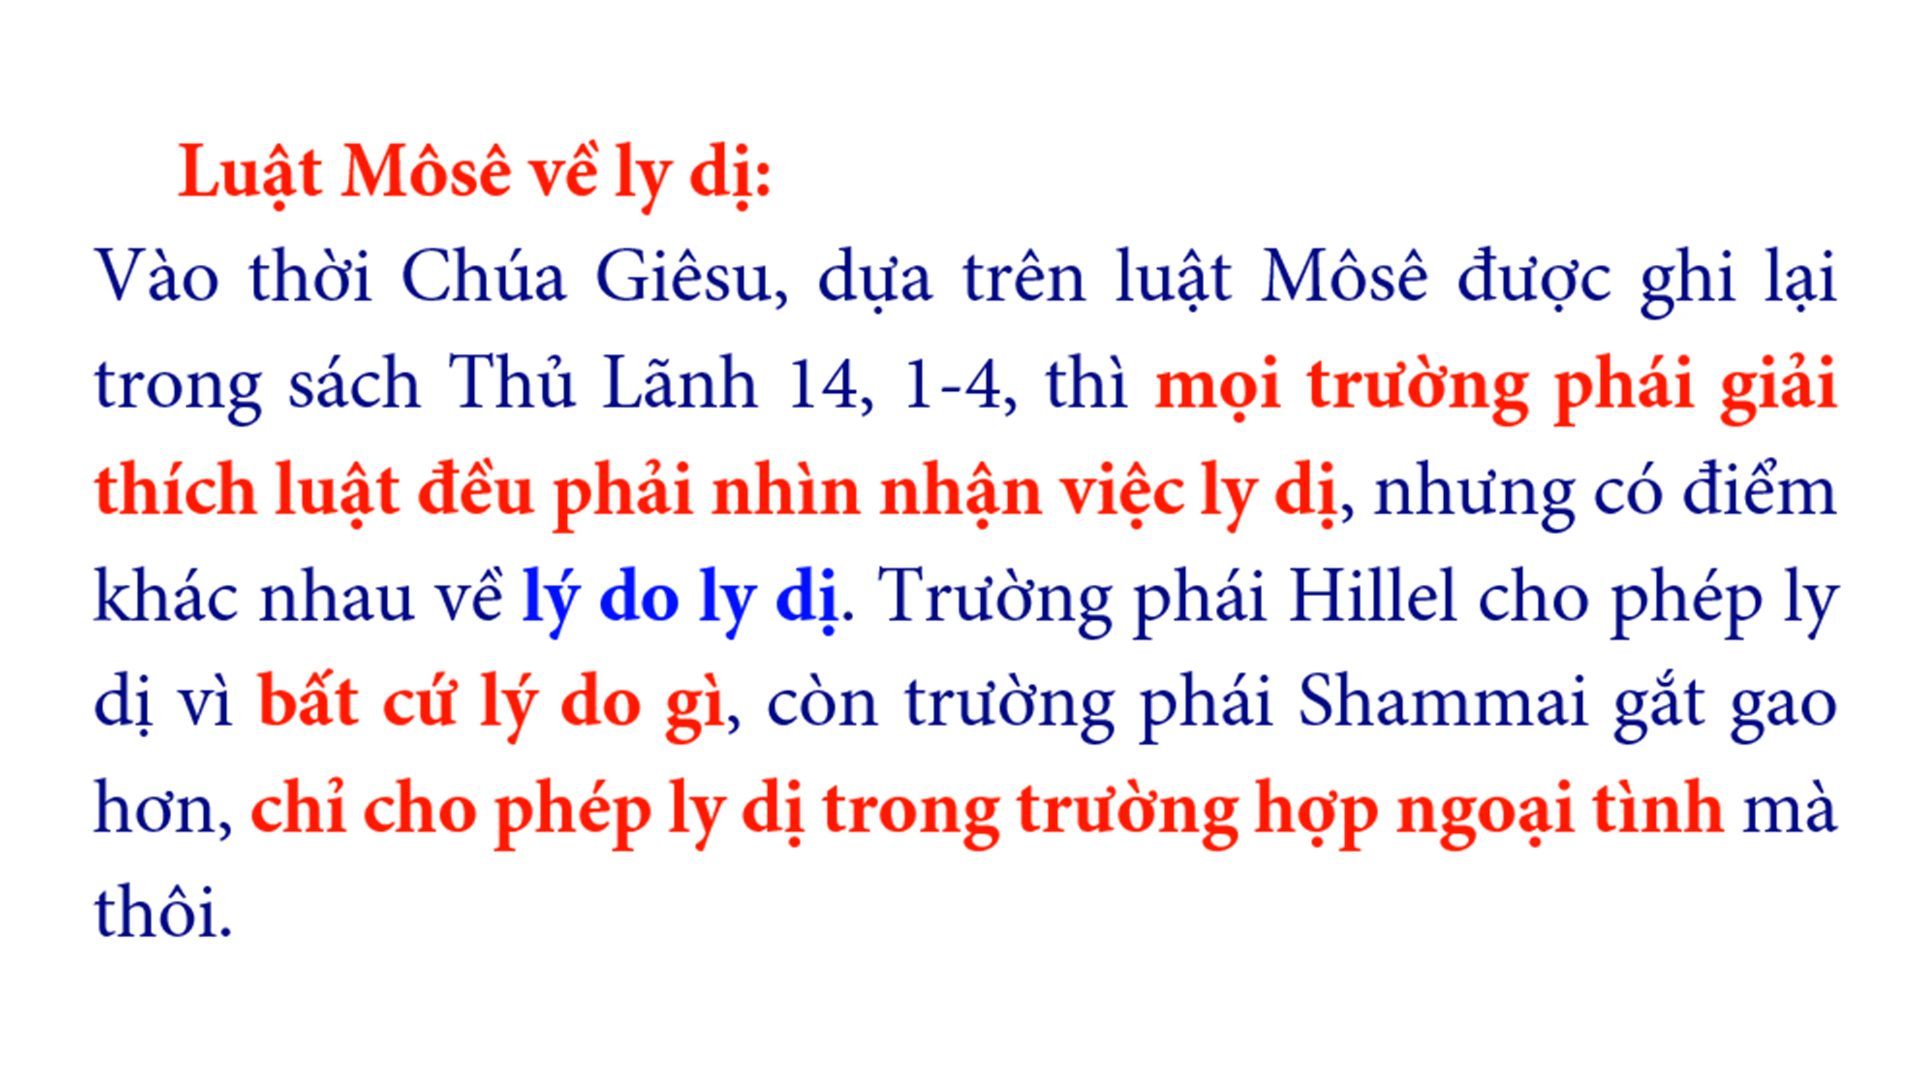 Luật Môsê về ly dị:
Vào thời Chúa Giêsu, dựa trên luật Môsê được ghi lại
trong sách Thủ Lãnh 14, 1-4, thì mọi trường phái giải
thích luật đều phải nhìn nhận việc ly dị, nhưng có điểm
khác nhau về lý do ly dị. Trường phái Hillel cho phép ly
dị vì bất cứ lý do gì, còn trường phái Shammai gắt gao
hơn, chỉ cho phép ly dị trong trường hợp ngoại tình mà
thôi.